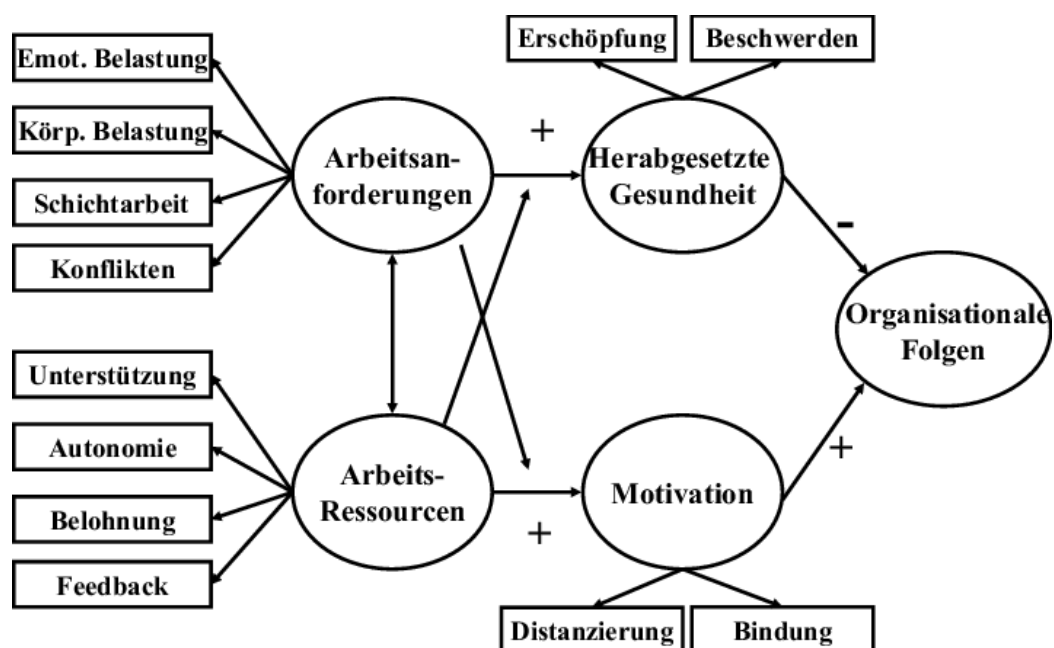 Erschöpfung
Beschwerden
Emot. Belastung
Körp. Belastung
Schichtarbeit
Konflikten
Arbeitsan-
forderungen
+
Herabgesetzte
Gesundheit
-
Organisationale
Folgen
Unterstützung
Autonomie
Belohnung
Feedback
Arbeits-
Ressourcen
+
Motivation
+
Distanzierung
Bindung